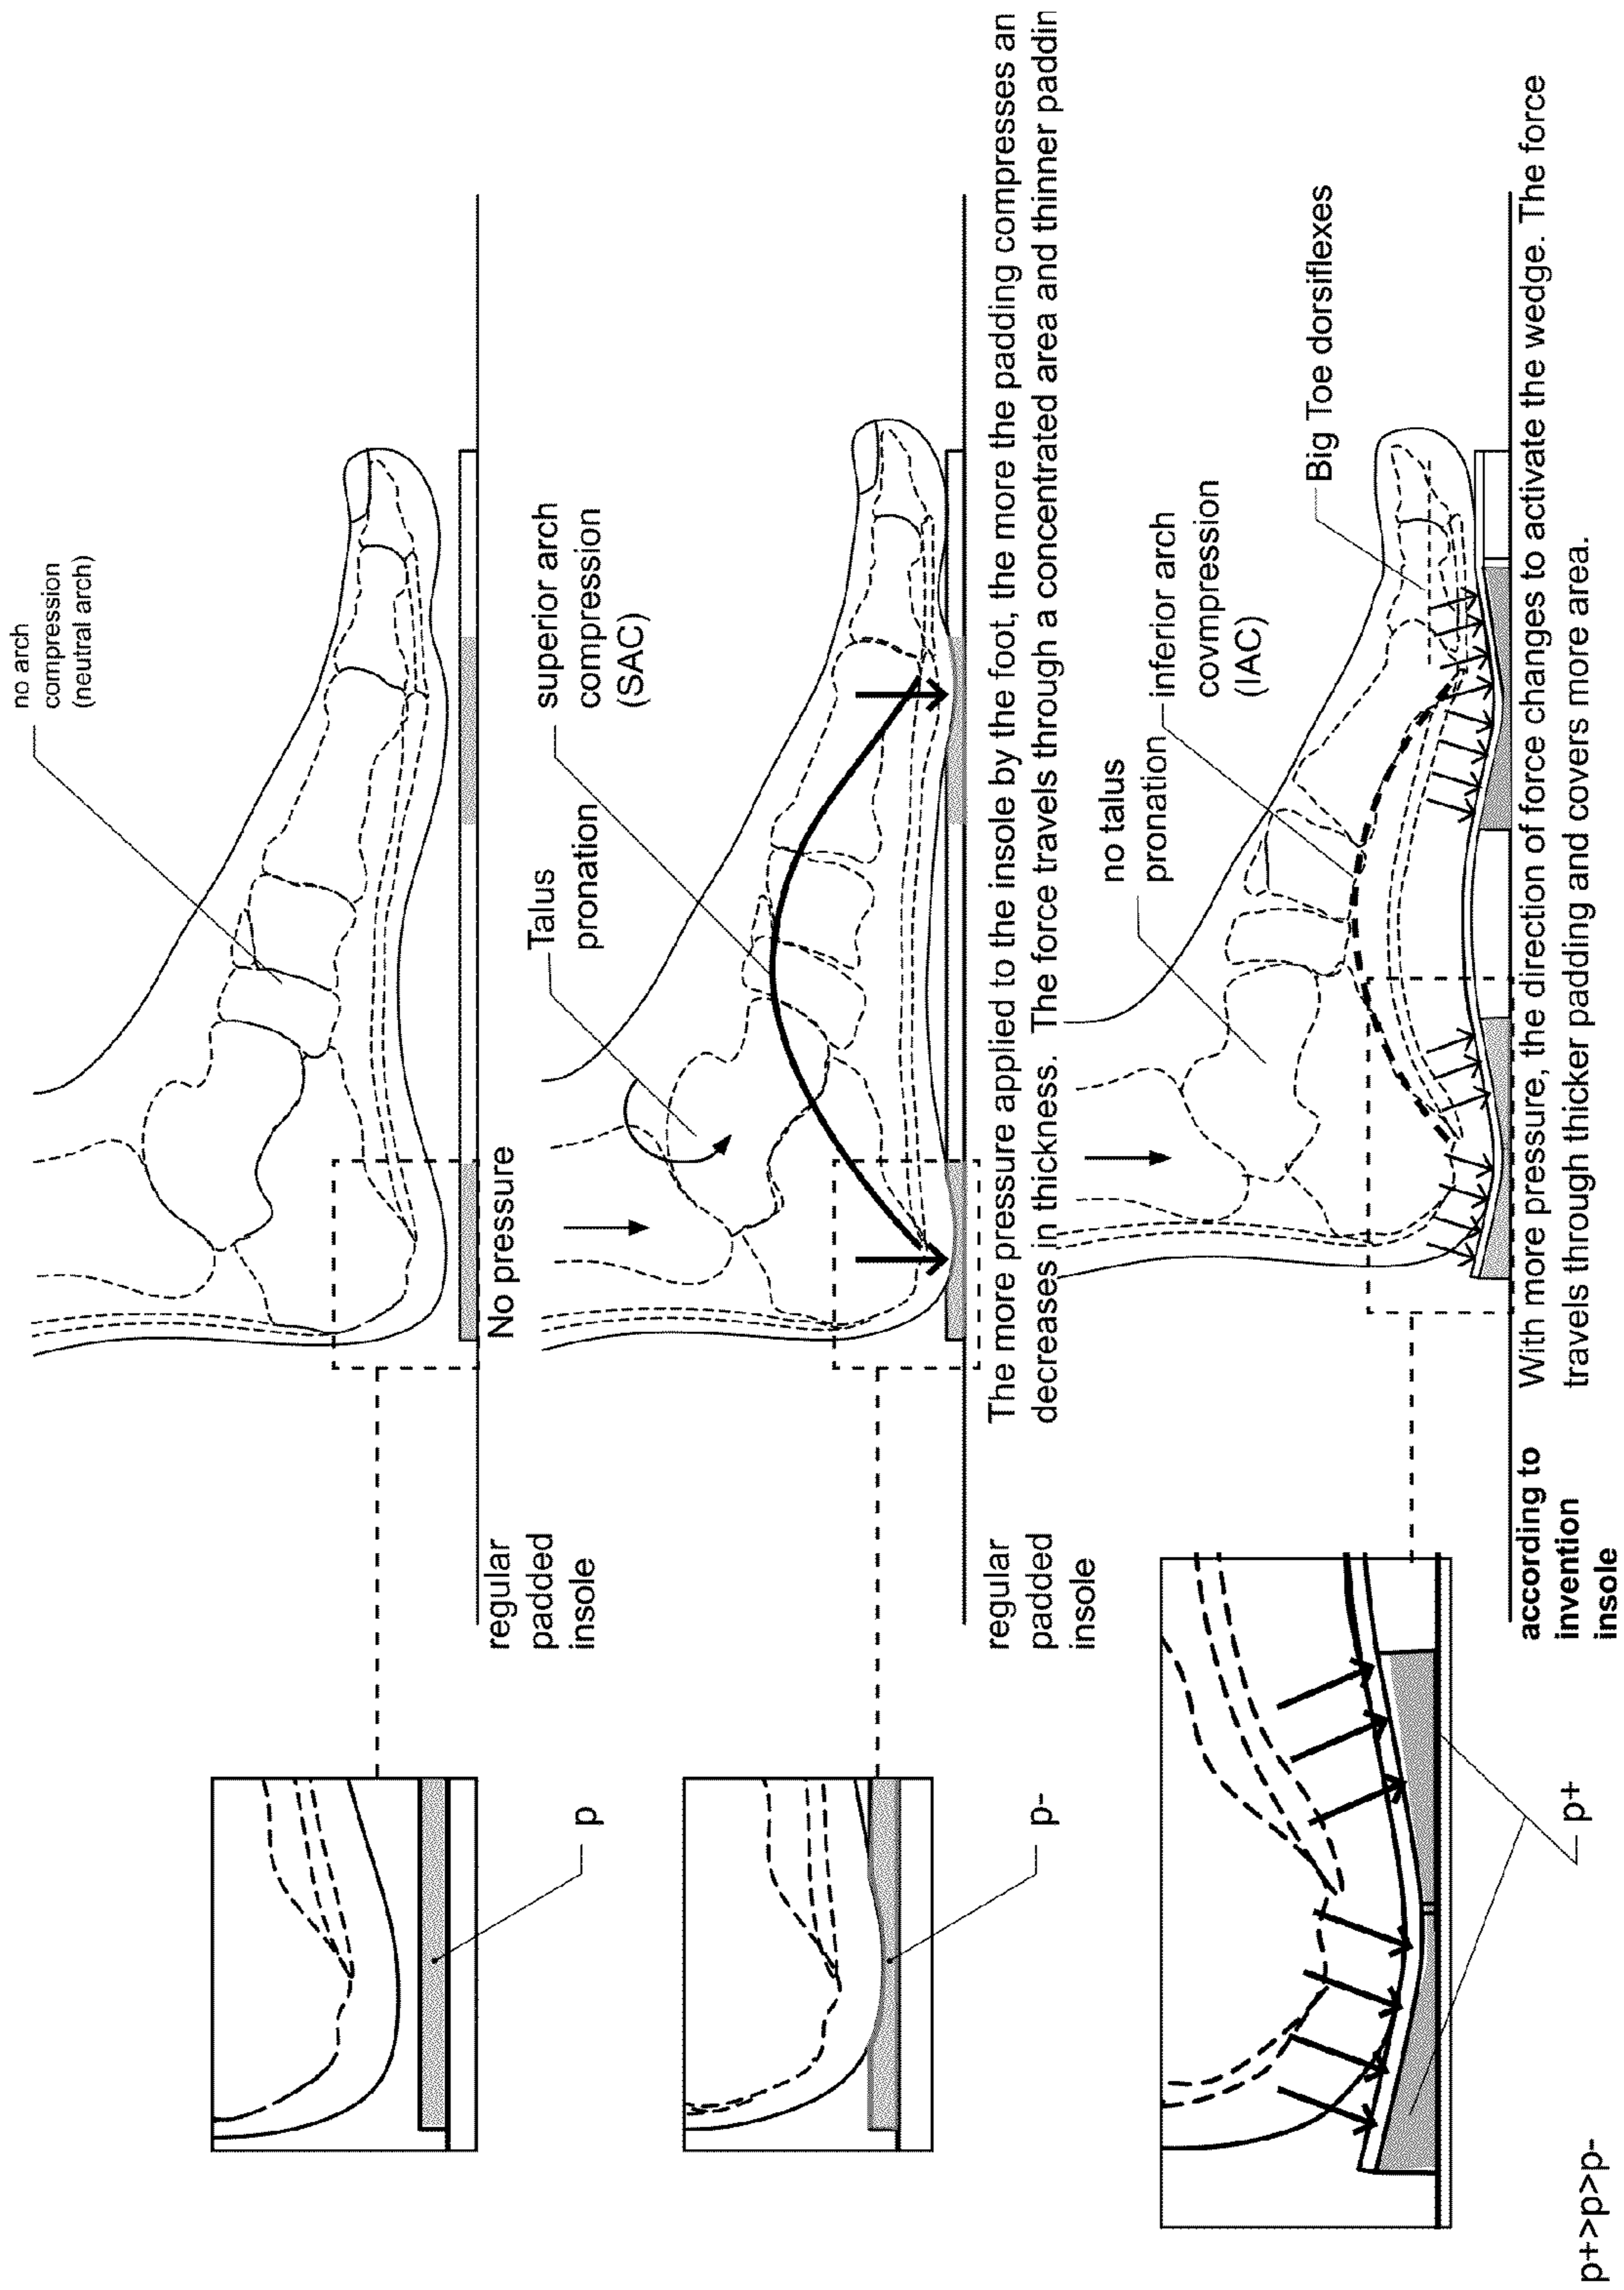 no arch
compression
(neutral arch)
No pressure
regular
padded
insole
p
Talus
pronation
superior arch
compression
(SAC)
regular
padded
insole
The more pressure applied to the insole by the foot, the more the padding compresses an
decreases in thickness. The force travels through a concentrated area and thinner paddin
p-
no talus
pronation
inferior arch
covmpression
(IAC)
Big Toe dorsiflexes
according to
invention
insole
With more pressure, the direction of force changes to activate the wedge. The force
travels through thicker padding and covers more area.
p+
p+>p>p-